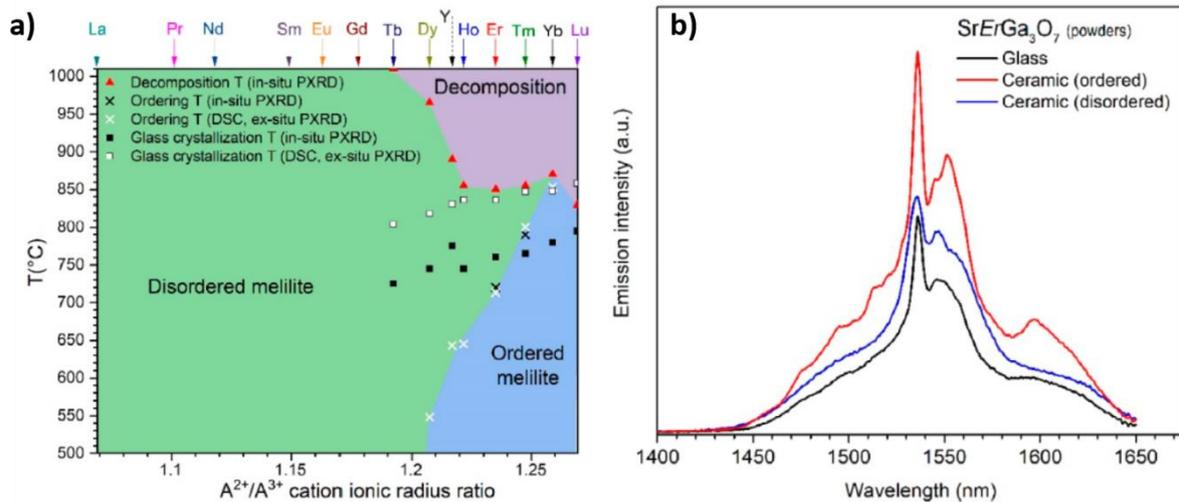 a)
La Pr Nd Sm Eu Gd Tb Dy Y Ho Er Tm Yb Lu
1000
950
900
850
800
750
700
650
600
550
500
T(°C)
Decomposition T (in-situ PXRD)
Ordering T (in-situ PXRD)
Ordering T (DSC, ex-situ PXRD)
Glass crystallization T (in-situ PXRD)
Glass crystallization T (DSC, ex-situ PXRD)
Decomposition
Disordered melilite
Ordered
melilite
1.1 1.15 1.2 1.25
A²⁺/A³⁺ cation ionic radius ratio
b)
SrErGa₃O₇ (powders)
Glass
Ceramic (ordered)
Ceramic (disordered)
Emission intensity (a.u.)
1400 1450 1500 1550 1600 1650
Wavelength (nm)